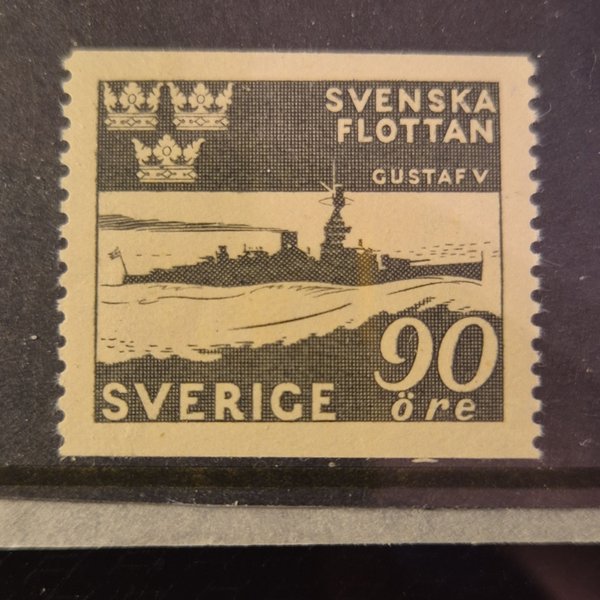 SVENSKA
FLOTTAN
GUSTAF V
SVERIGE
90
öre